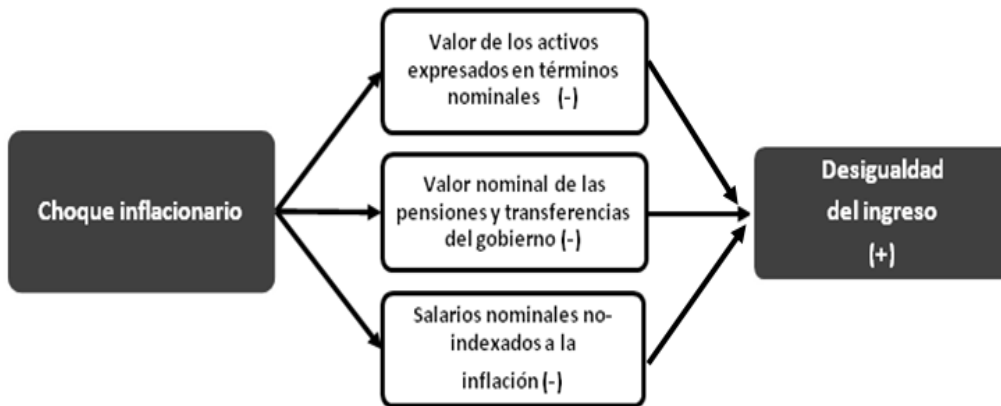 Valor de los activos
expresados en términos
nominales (-)
Choque inflacionario
Valor nominal de las
pensiones y transferencias
del gobierno (-)
Desigualdad
del ingreso
(+)
Salarios nominales no-
indexados a la
inflación (-)